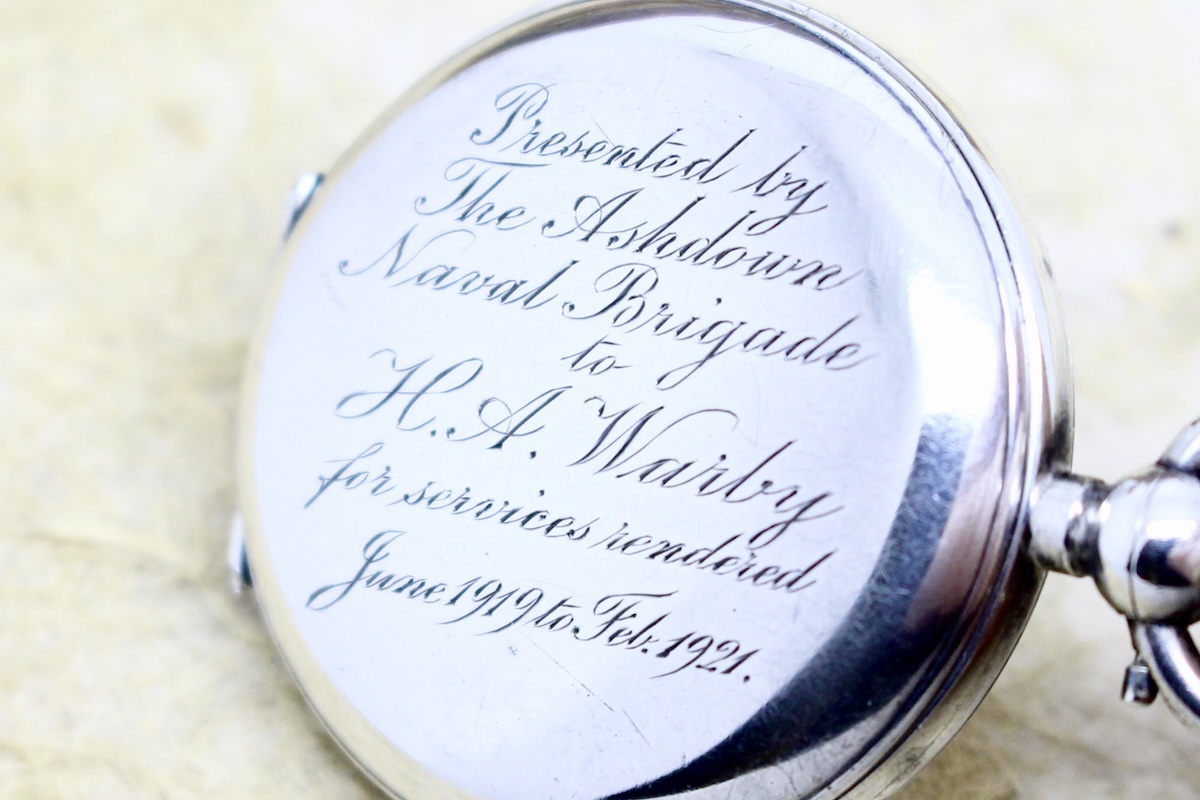 Presented by
The Ashdown
Naval Brigade
to
H. A. Warby
for services rendered
June 1919 to Feb. 1921.